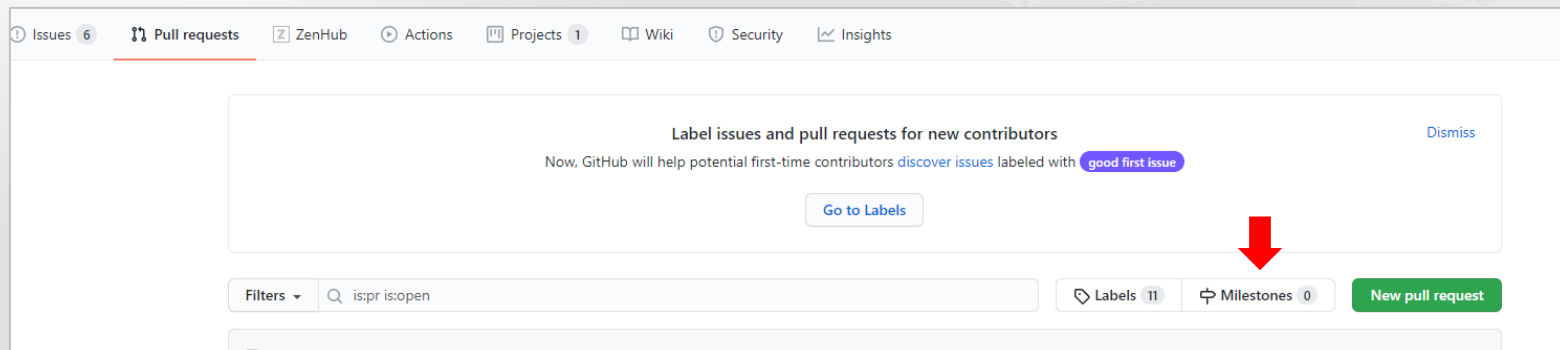 Issues 6 Pull requests ZenHub Actions Projects 1 Wiki Security Insights
Label issues and pull requests for new contributors
Dismiss
Now, GitHub will help potential first-time contributors discover issues labeled with good first issue
Go to Labels
Filters is:pr is:open Labels 11 Milestones 0 New pull request